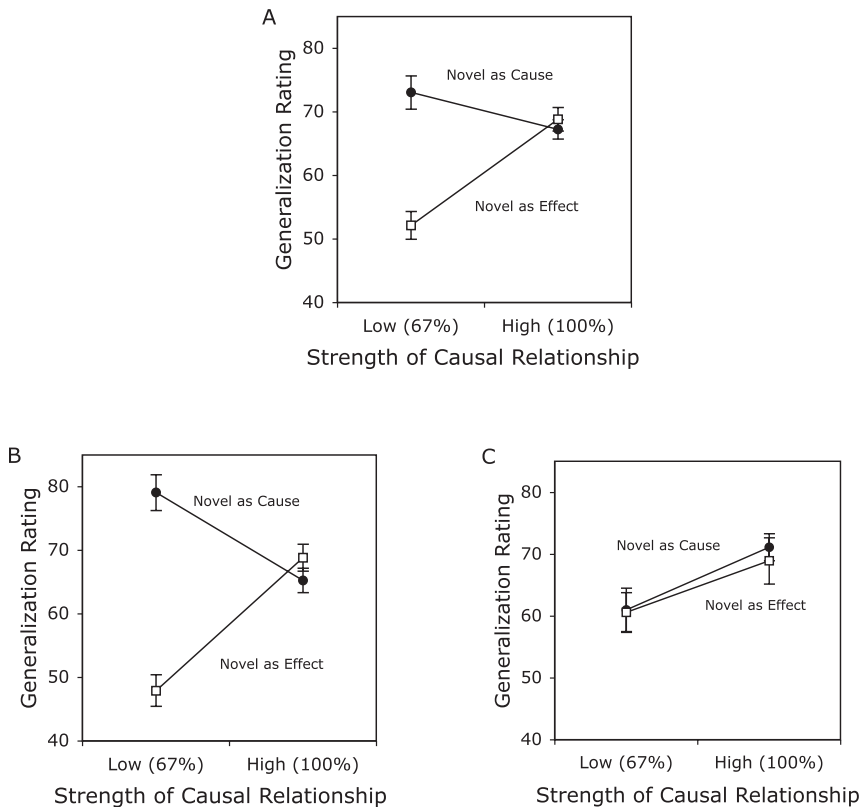 A
Generalization Rating
80
70
60
50
40
Novel as Cause
Novel as Effect
Low (67%)
High (100%)
Strength of Causal Relationship
B
Generalization Rating
80
70
60
50
40
Novel as Cause
Novel as Effect
Low (67%)
High (100%)
Strength of Causal Relationship
C
Generalization Rating
80
70
60
50
40
Novel as Cause
Novel as Effect
Low (67%)
High (100%)
Strength of Causal Relationship